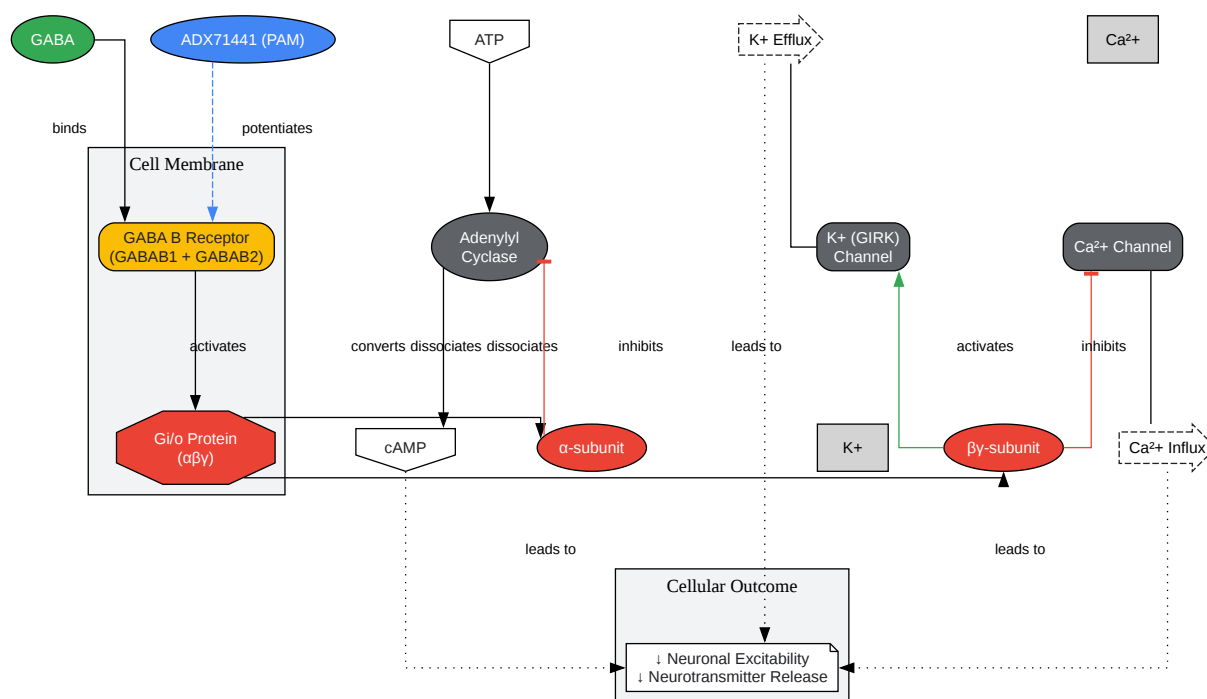 GABA
ADX71441 (PAM)
ATP
K+ Efflux
Ca²+
binds
potentiates
Cell Membrane
GABA B Receptor
(GABAB1 + GABAB2)
Adenylyl
Cyclase
K+ (GIRK)
Channel
Ca²+ Channel
activates
converts
dissociates
dissociates
inhibits
leads to
activates
inhibits
Gi/o Protein
(αβγ)
cAMP
α-subunit
K+
βγ-subunit
Ca²+ Influx
leads to
leads to
Cellular Outcome
↓ Neuronal Excitability
↓ Neurotransmitter Release